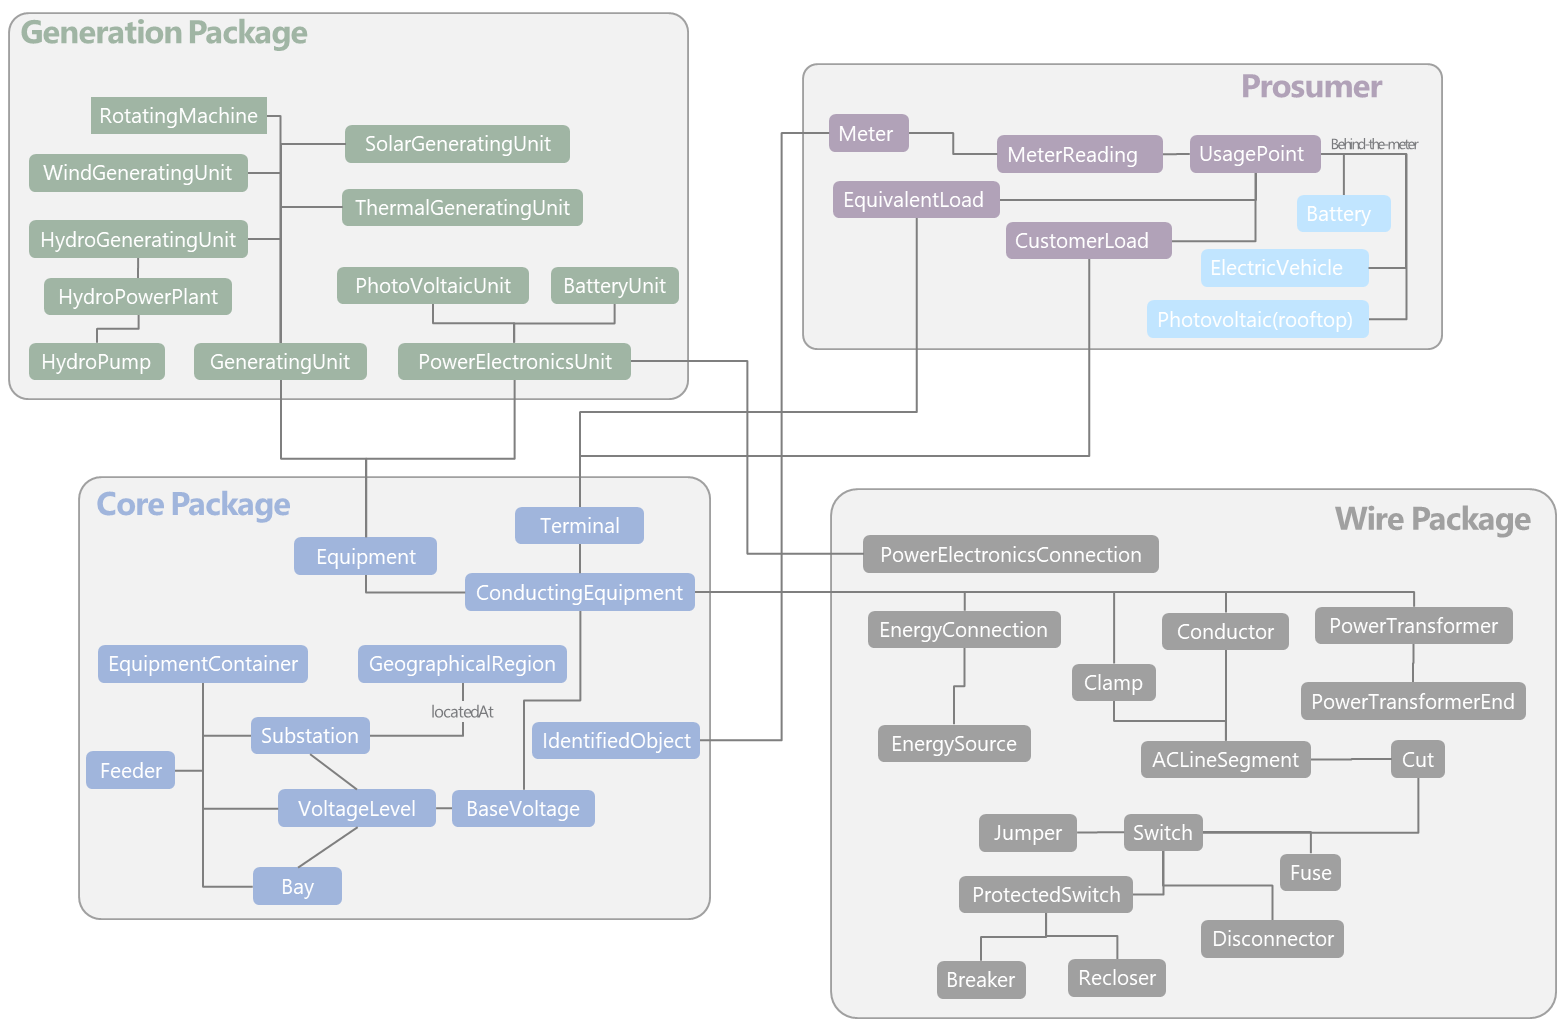 Generation Package
RotatingMachine
SolarGeneratingUnit
WindGeneratingUnit
ThermalGeneratingUnit
HydroGeneratingUnit
PhotoVoltaicUnit
BatteryUnit
HydroPowerPlant
HydroPump
GeneratingUnit
PowerElectronicsUnit
Prosumer
Meter
MeterReading
UsagePoint
Behind-the-meter
EquivalentLoad
Battery
CustomerLoad
ElectricVehicle
Photovoltaic(rooftop)
Core Package
Terminal
Equipment
ConductingEquipment
EquipmentContainer
GeographicalRegion
locatedAt
Substation
IdentifiedObject
Feeder
VoltageLevel
BaseVoltage
Bay
Wire Package
PowerElectronicsConnection
EnergyConnection
Conductor
PowerTransformer
Clamp
PowerTransformerEnd
EnergySource
ACLineSegment
Cut
Jumper
Switch
Fuse
ProtectedSwitch
Disconnector
Breaker
Recloser